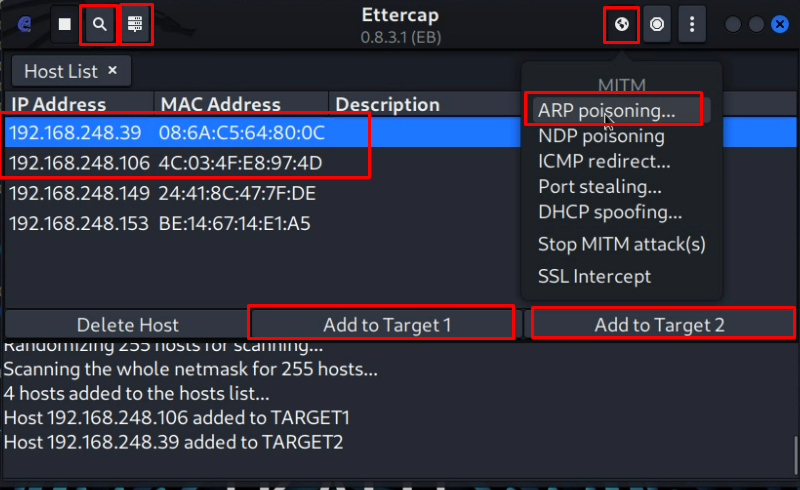 Ettercap
0.8.3.1 (EB)
Host List ×
IP Address MAC Address Description
192.168.248.39 08:6A:C5:64:80:0C
192.168.248.106 4C:03:4F:E8:97:4D
192.168.248.149 24:41:8C:47:7F:DE
192.168.248.153 BE:14:67:14:E1:A5
MITM
ARP poisoning...
NDP poisoning
ICMP redirect...
Port stealing...
DHCP spoofing...
Stop MITM attack(s)
SSL Intercept
Delete Host Add to Target 1 Add to Target 2
Randomizing 255 hosts for scanning...
Scanning the whole netmask for 255 hosts...
4 hosts added to the hosts list...
Host 192.168.248.106 added to TARGET1
Host 192.168.248.39 added to TARGET2